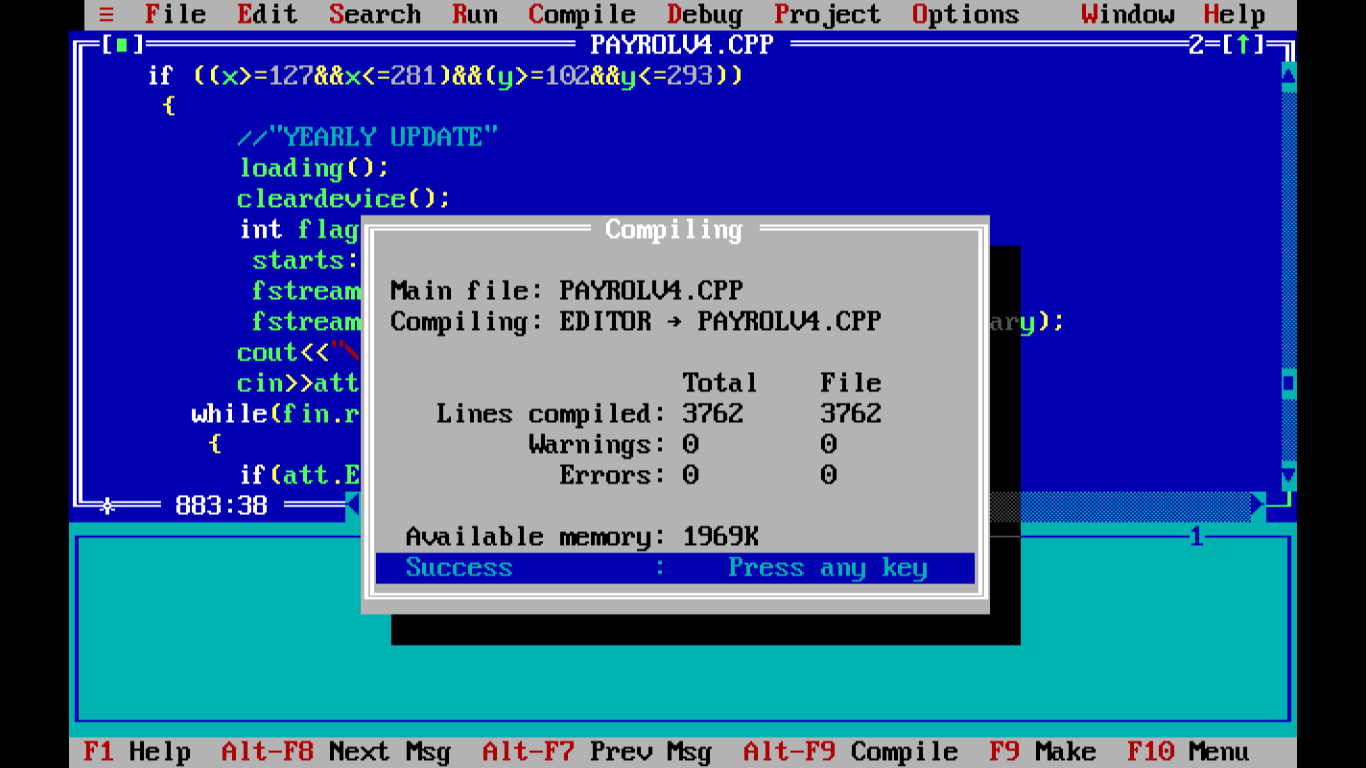 ≡ File Edit Search Run Compile Debug Project Options Window Help
[■] PAYROLV4.CPP 2=[↑]
if ((x>=127&&x<=281)&&(y>=102&&y<=293))
{
//"YEARLY UPDATE"
loading();
cleardevice();
int flag
starts:
fstream
fstream ary);
cout<<"\
cin>>att
while(fin.r
{
if(att.E
883:38
Compiling
Main file: PAYROLV4.CPP
Compiling: EDITOR → PAYROLV4.CPP
Total File
Lines compiled: 3762 3762
Warnings: 0 0
Errors: 0 0
Available memory: 1969K
Success : Press any key
1
F1 Help Alt-F8 Next Msg Alt-F7 Prev Msg Alt-F9 Compile F9 Make F10 Menu